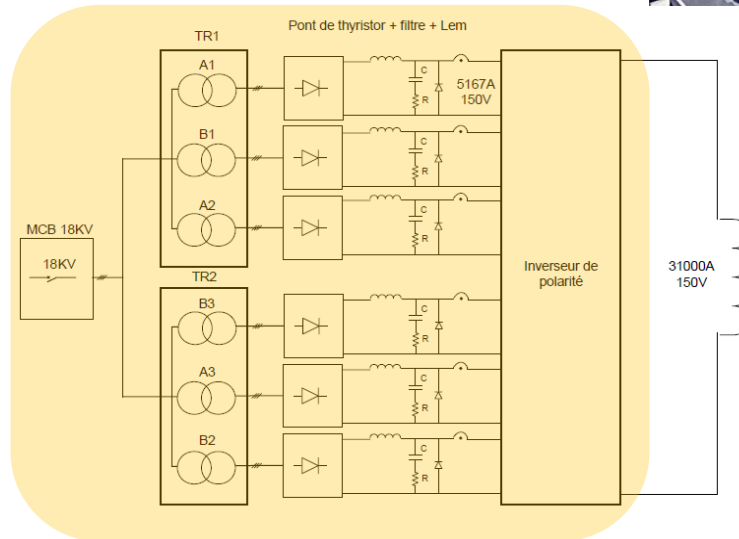 Pont de thyristor + filtre + Lem
TR1
A1
C
R
5167A
150V
B1
C
R
A2
C
R
MCB 18KV
18KV
TR2
Inverseur de
polarité
31000A
150V
B3
C
R
A3
C
R
B2
C
R